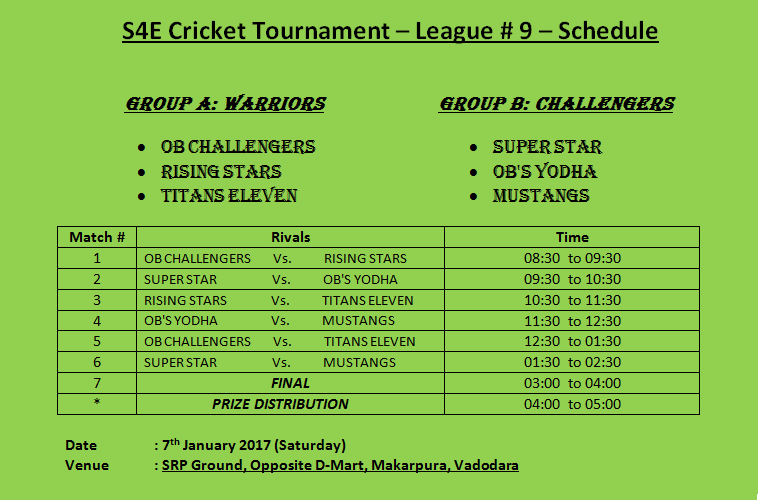 S4E Cricket Tournament – League # 9 – Schedule
GROUP A: WARRIORS GROUP B: CHALLENGERS
• OB CHALLENGERS • SUPER STAR
• RISING STARS • OB'S YODHA
• TITANS ELEVEN • MUSTANGS
Match # Rivals Time
1 OB CHALLENGERS Vs. RISING STARS 08:30 to 09:30
2 SUPER STAR Vs. OB'S YODHA 09:30 to 10:30
3 RISING STARS Vs. TITANS ELEVEN 10:30 to 11:30
4 OB'S YODHA Vs. MUSTANGS 11:30 to 12:30
5 OB CHALLENGERS Vs. TITANS ELEVEN 12:30 to 01:30
6 SUPER STAR Vs. MUSTANGS 01:30 to 02:30
7 FINAL 03:00 to 04:00
* PRIZE DISTRIBUTION 04:00 to 05:00
Date : 7th January 2017 (Saturday)
Venue : SRP Ground, Opposite D-Mart, Makarpura, Vadodara